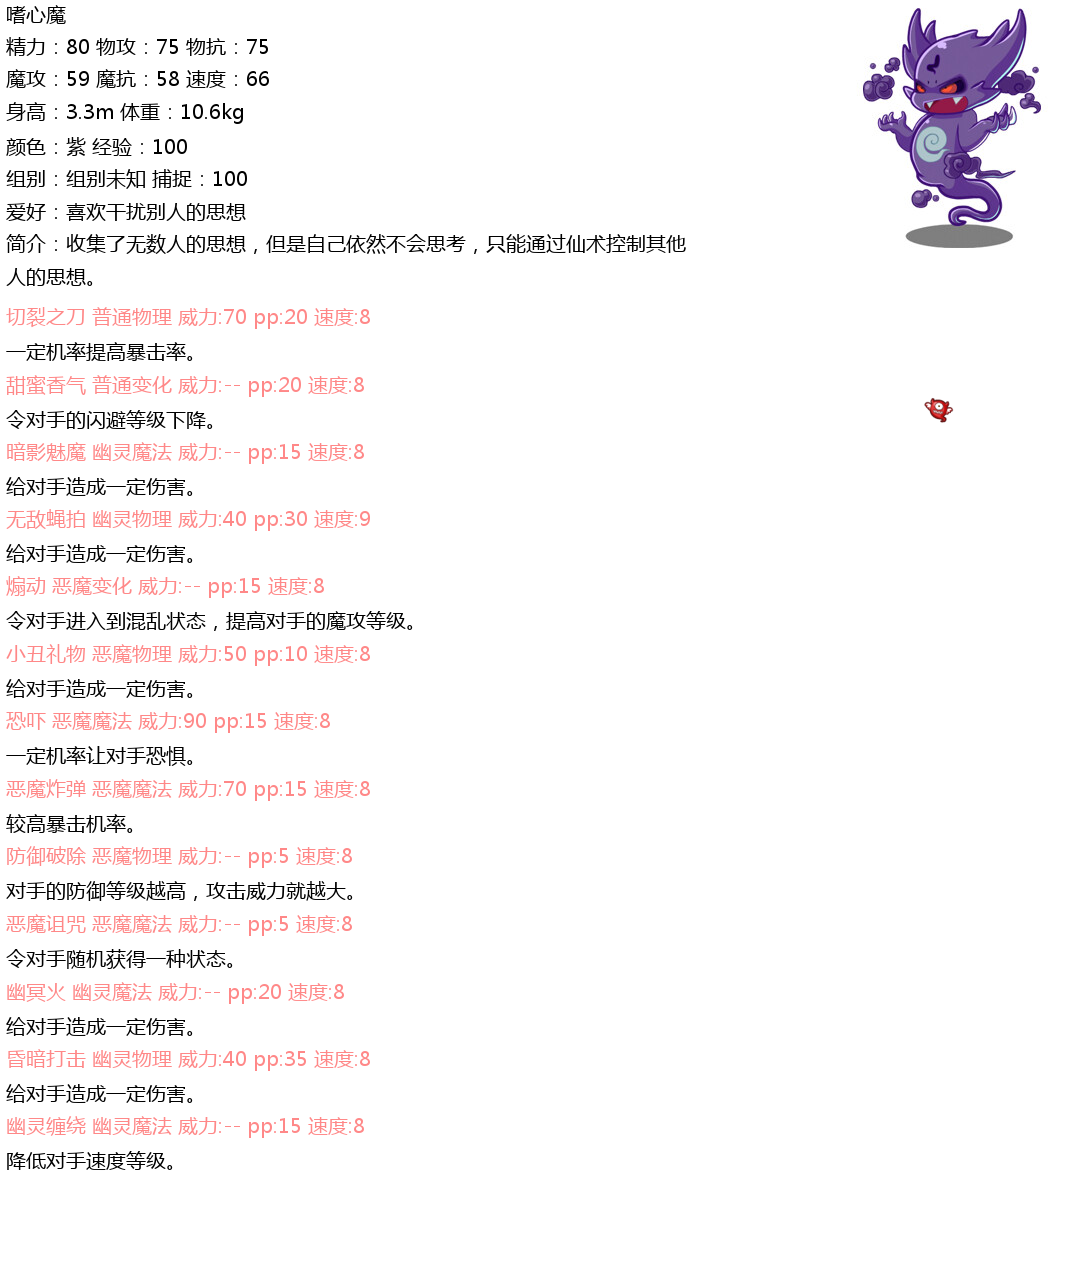 嗜心魔
精力：80 物攻：75 物抗：75
魔攻：59 魔抗：58 速度：66
身高：3.3m 体重：10.6kg
颜色：紫 经验：100
组别：组别未知 捕捉：100
爱好：喜欢干扰别人的思想
简介：收集了无数人的思想，但是自己依然不会思考，只能通过仙术控制其他
人的思想。
切裂之刀 普通物理 威力:70 pp:20 速度:8
一定机率提高暴击率。
甜蜜香气 普通变化 威力:-- pp:20 速度:8
令对手的闪避等级下降。
暗影魅魔 幽灵魔法 威力:-- pp:15 速度:8
给对手造成一定伤害。
无敌蝇拍 幽灵物理 威力:40 pp:30 速度:9
给对手造成一定伤害。
煽动 恶魔变化 威力:-- pp:15 速度:8
令对手进入到混乱状态，提高对手的魔攻等级。
小丑礼物 恶魔物理 威力:50 pp:10 速度:8
给对手造成一定伤害。
恐吓 恶魔魔法 威力:90 pp:15 速度:8
一定机率让对手恐惧。
恶魔炸弹 恶魔魔法 威力:70 pp:15 速度:8
较高暴击机率。
防御破除 恶魔物理 威力:-- pp:5 速度:8
对手的防御等级越高，攻击威力就越大。
恶魔诅咒 恶魔魔法 威力:-- pp:5 速度:8
令对手随机获得一种状态。
幽冥火 幽灵魔法 威力:-- pp:20 速度:8
给对手造成一定伤害。
昏暗打击 幽灵物理 威力:40 pp:35 速度:8
给对手造成一定伤害。
幽灵缠绕 幽灵魔法 威力:-- pp:15 速度:8
降低对手速度等级。